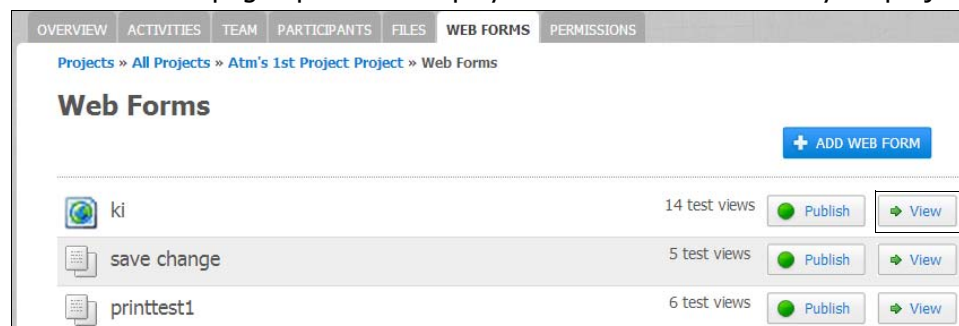 OVERVIEW ACTIVITIES TEAM PARTICIPANTS FILES WEB FORMS PERMISSIONS
Projects » All Projects » Atm's 1st Project Project » Web Forms
Web Forms
+ ADD WEB FORM
ki 14 test views Publish View
save change 5 test views Publish View
printtest1 6 test views Publish View